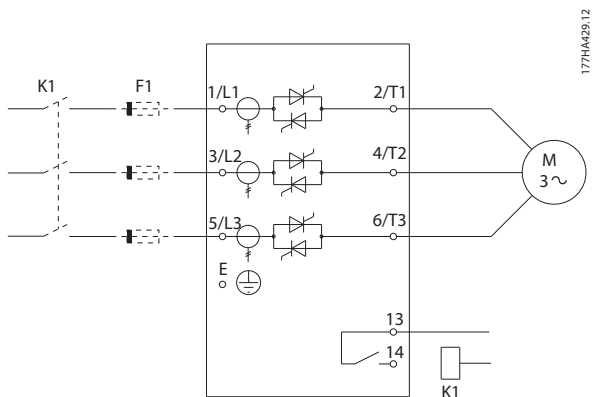 177HA429.12
K1
F1
1/L1
2/T1
3/L2
4/T2
M
3~
5/L3
6/T3
E
13
14
K1